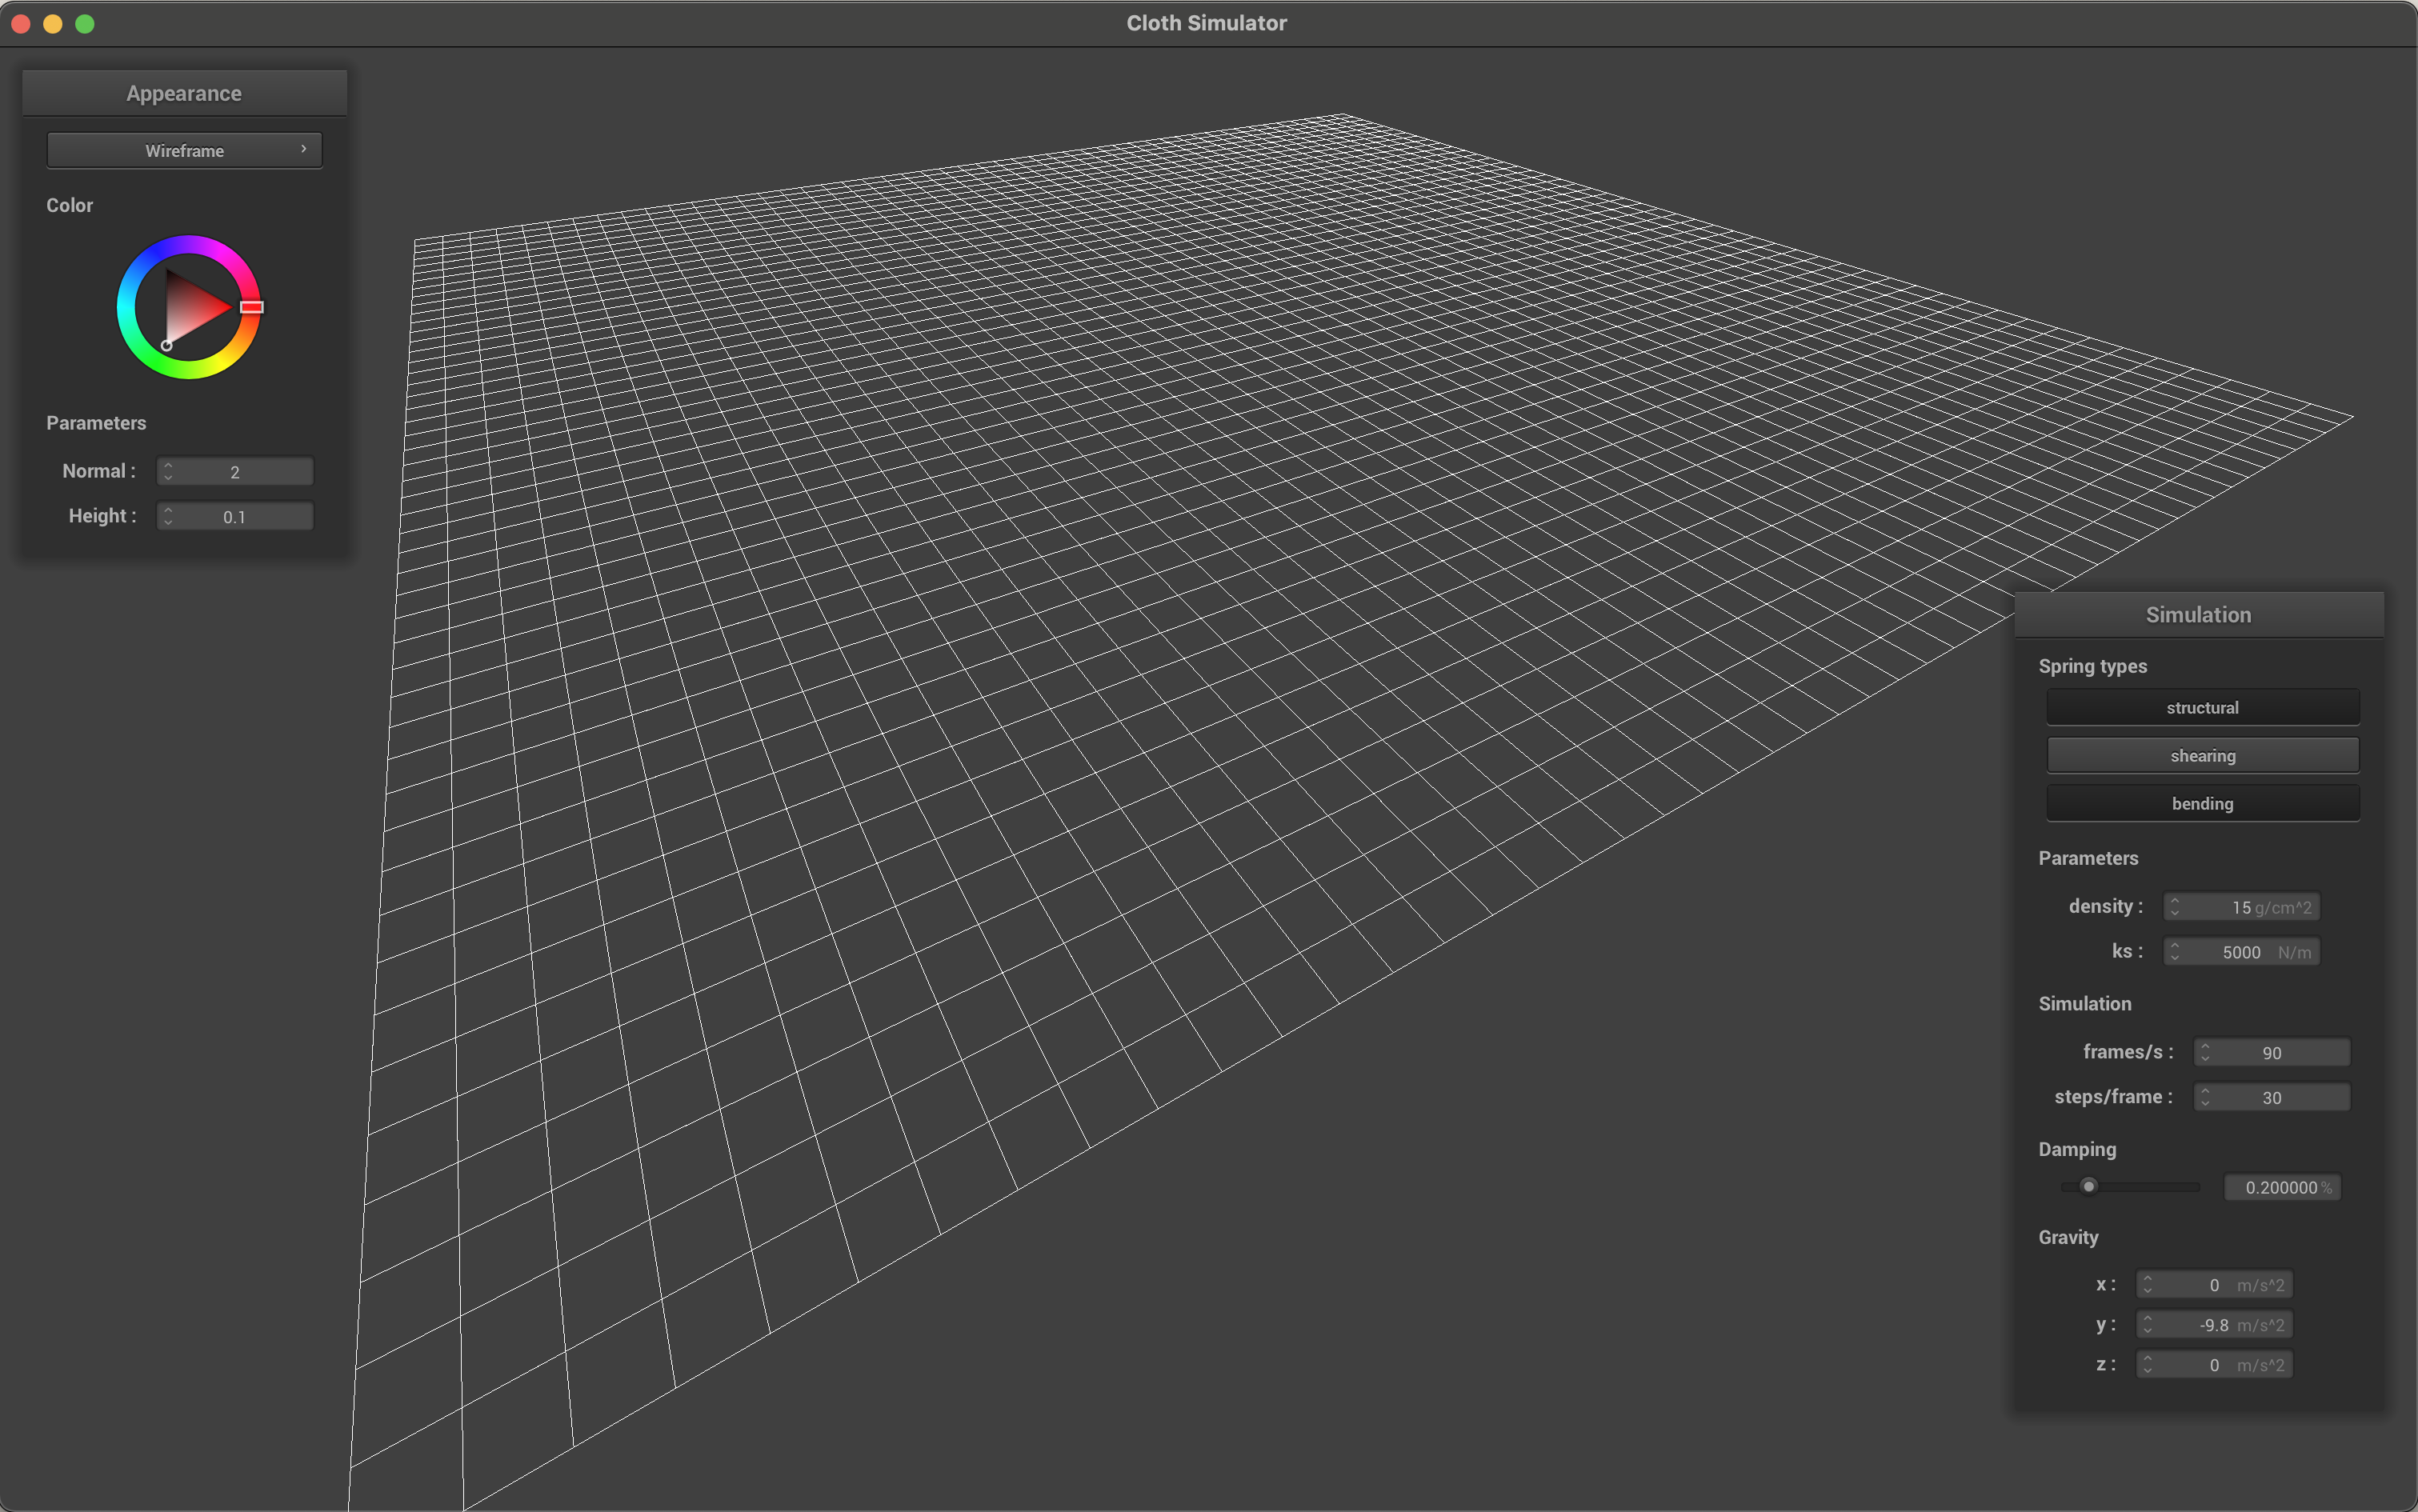 Cloth Simulator
Appearance
Wireframe
Color
Parameters
Normal : 2
Height : 0.1
Simulation
Spring types
structural
shearing
bending
Parameters
density : 15 g/cm^2
ks : 5000 N/m
Simulation
frames/s : 90
steps/frame : 30
Damping
0.200000 %
Gravity
x : 0 m/s^2
y : -9.8 m/s^2
z : 0 m/s^2